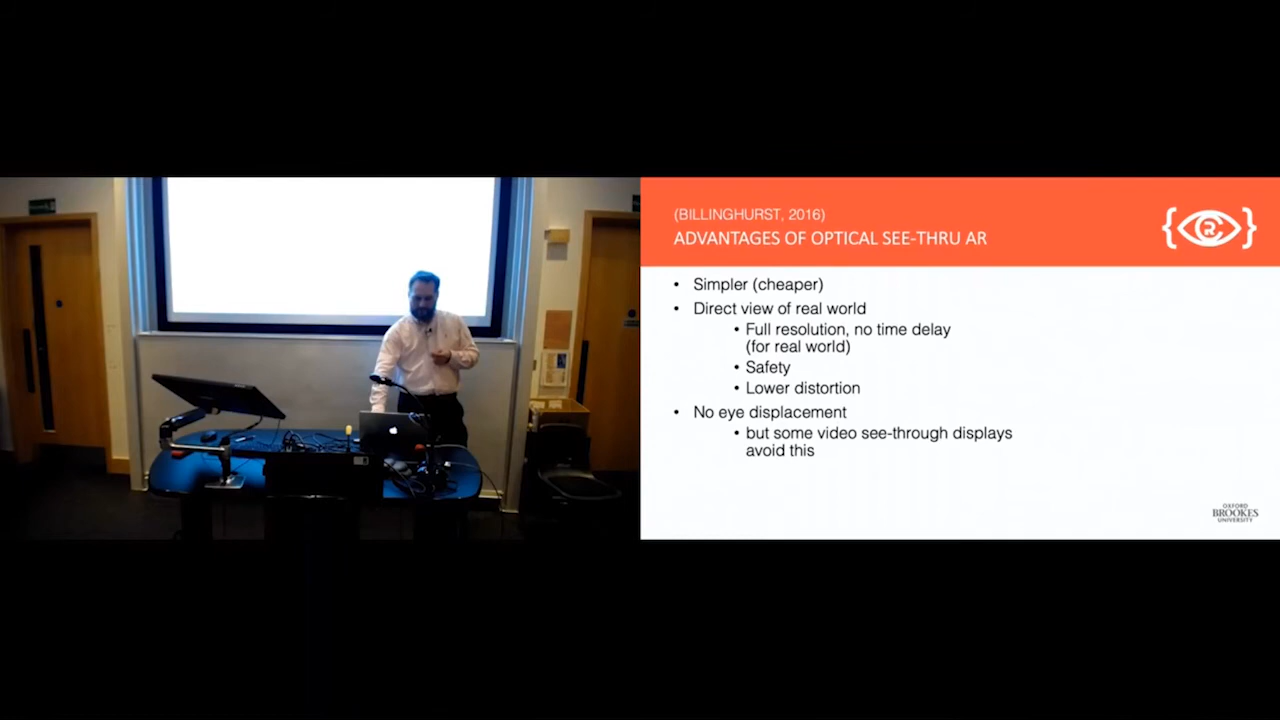 (BILLINGHURST, 2016)
ADVANTAGES OF OPTICAL SEE-THRU AR
{R}
• Simpler (cheaper)
• Direct view of real world
• Full resolution, no time delay
(for real world)
• Safety
• Lower distortion
• No eye displacement
• but some video see-through displays
avoid this
OXFORD
BROOKES
UNIVERSITY